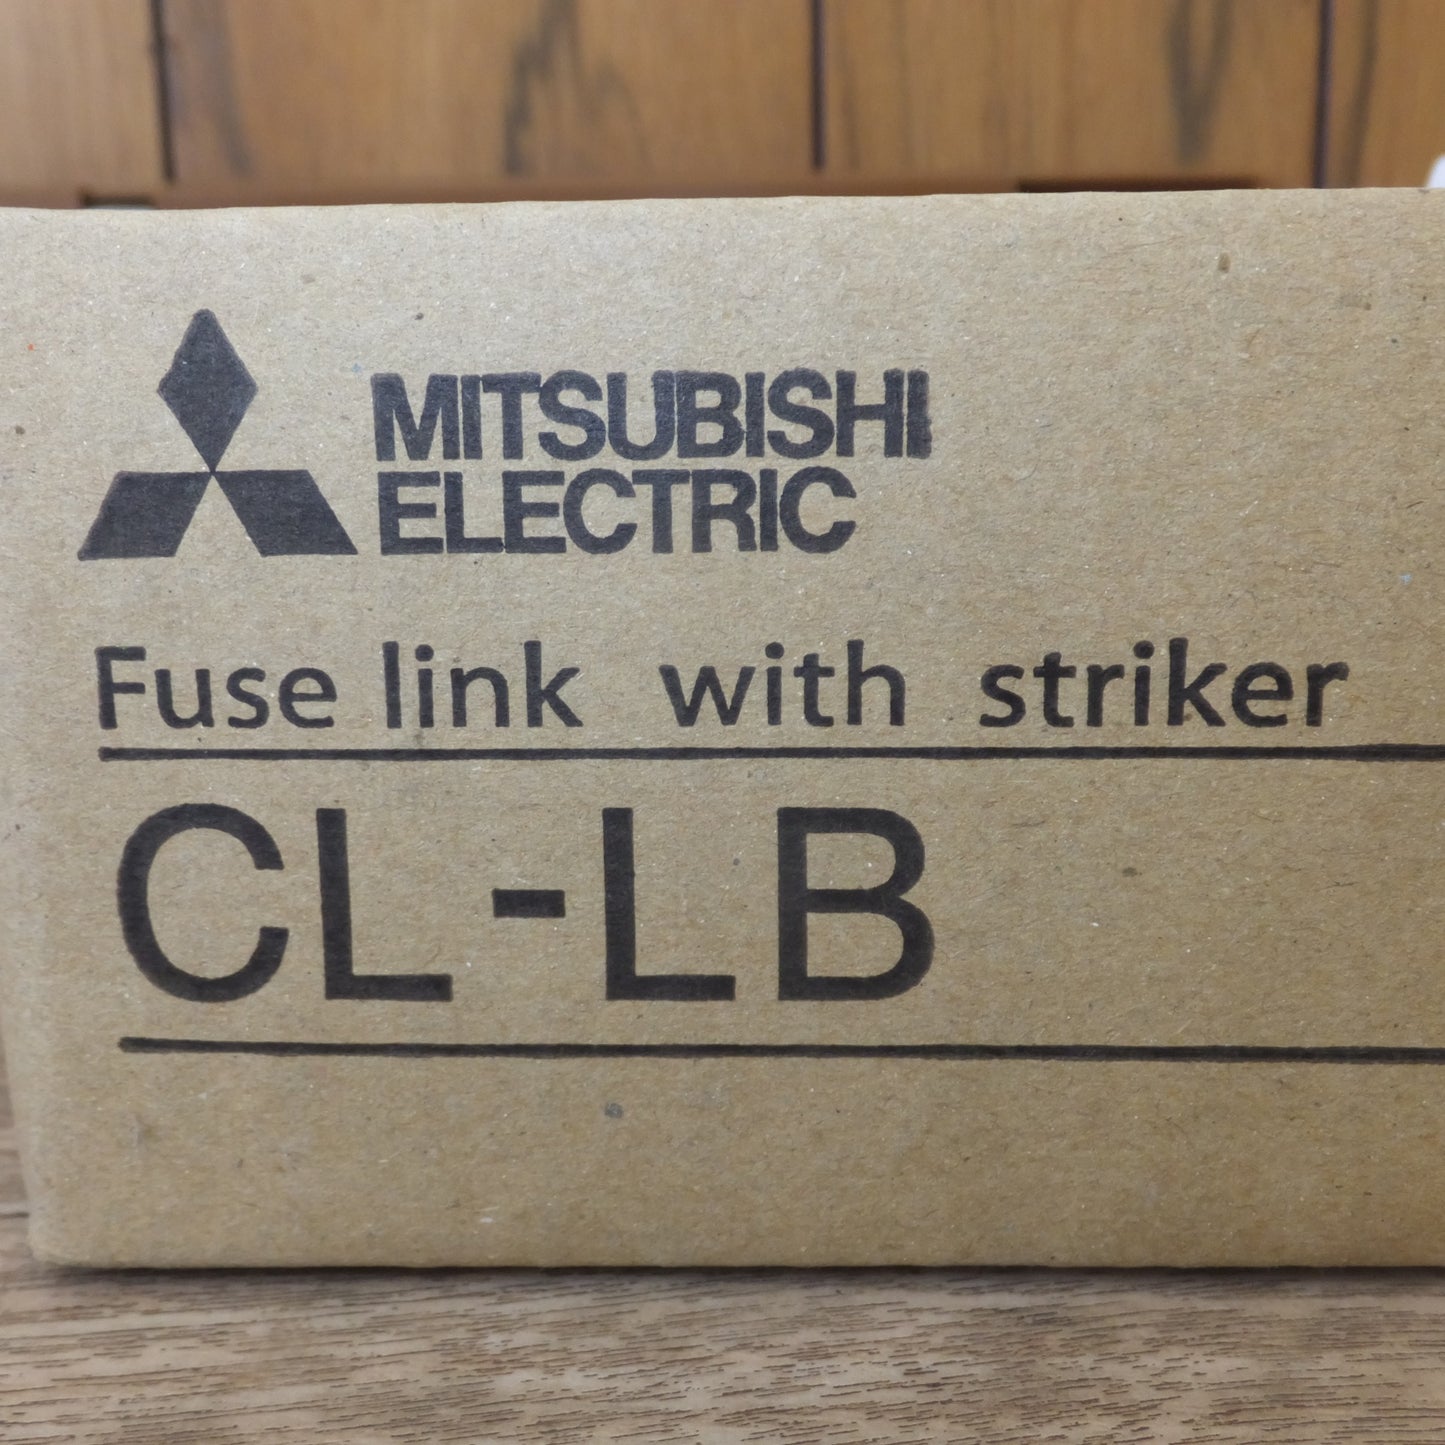 MITSUBISHI
ELECTRIC
Fuse link with striker
CL-LB